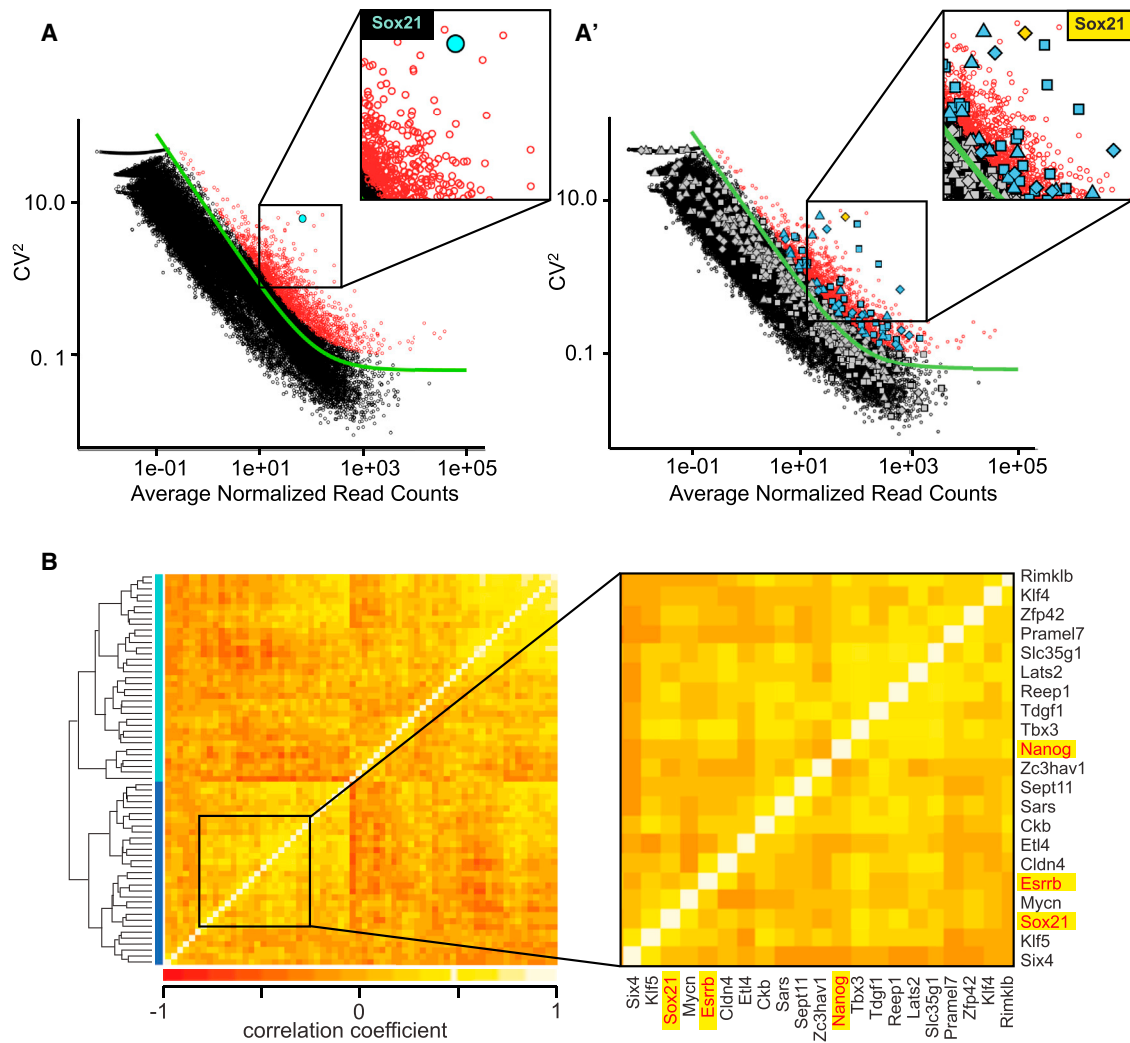 A
Sox21
CV2
10.0
0.1
1e-01
1e+01
1e+03
1e+05
Average Normalized Read Counts
A'
Sox21
CV2
10.0
0.1
1e-01
1e+01
1e+03
1e+05
Average Normalized Read Counts
B
-1
0
1
correlation coefficient
Rimklb
Klf4
Zfp42
Pramel7
Slc35g1
Lats2
Reep1
Tdgf1
Tbx3
Nanog
Zc3hav1
Sept11
Sars
Ckb
Etl4
Cldn4
Esrrb
Mycn
Sox21
Klf5
Six4
Six4
Klf5
Sox21
Mycn
Esrrb
Cldn4
Etl4
Ckb
Sars
Sept11
Zc3hav1
Nanog
Tbx3
Tdgf1
Reep1
Lats2
Slc35g1
Pramel7
Zfp42
Klf4
Rimklb